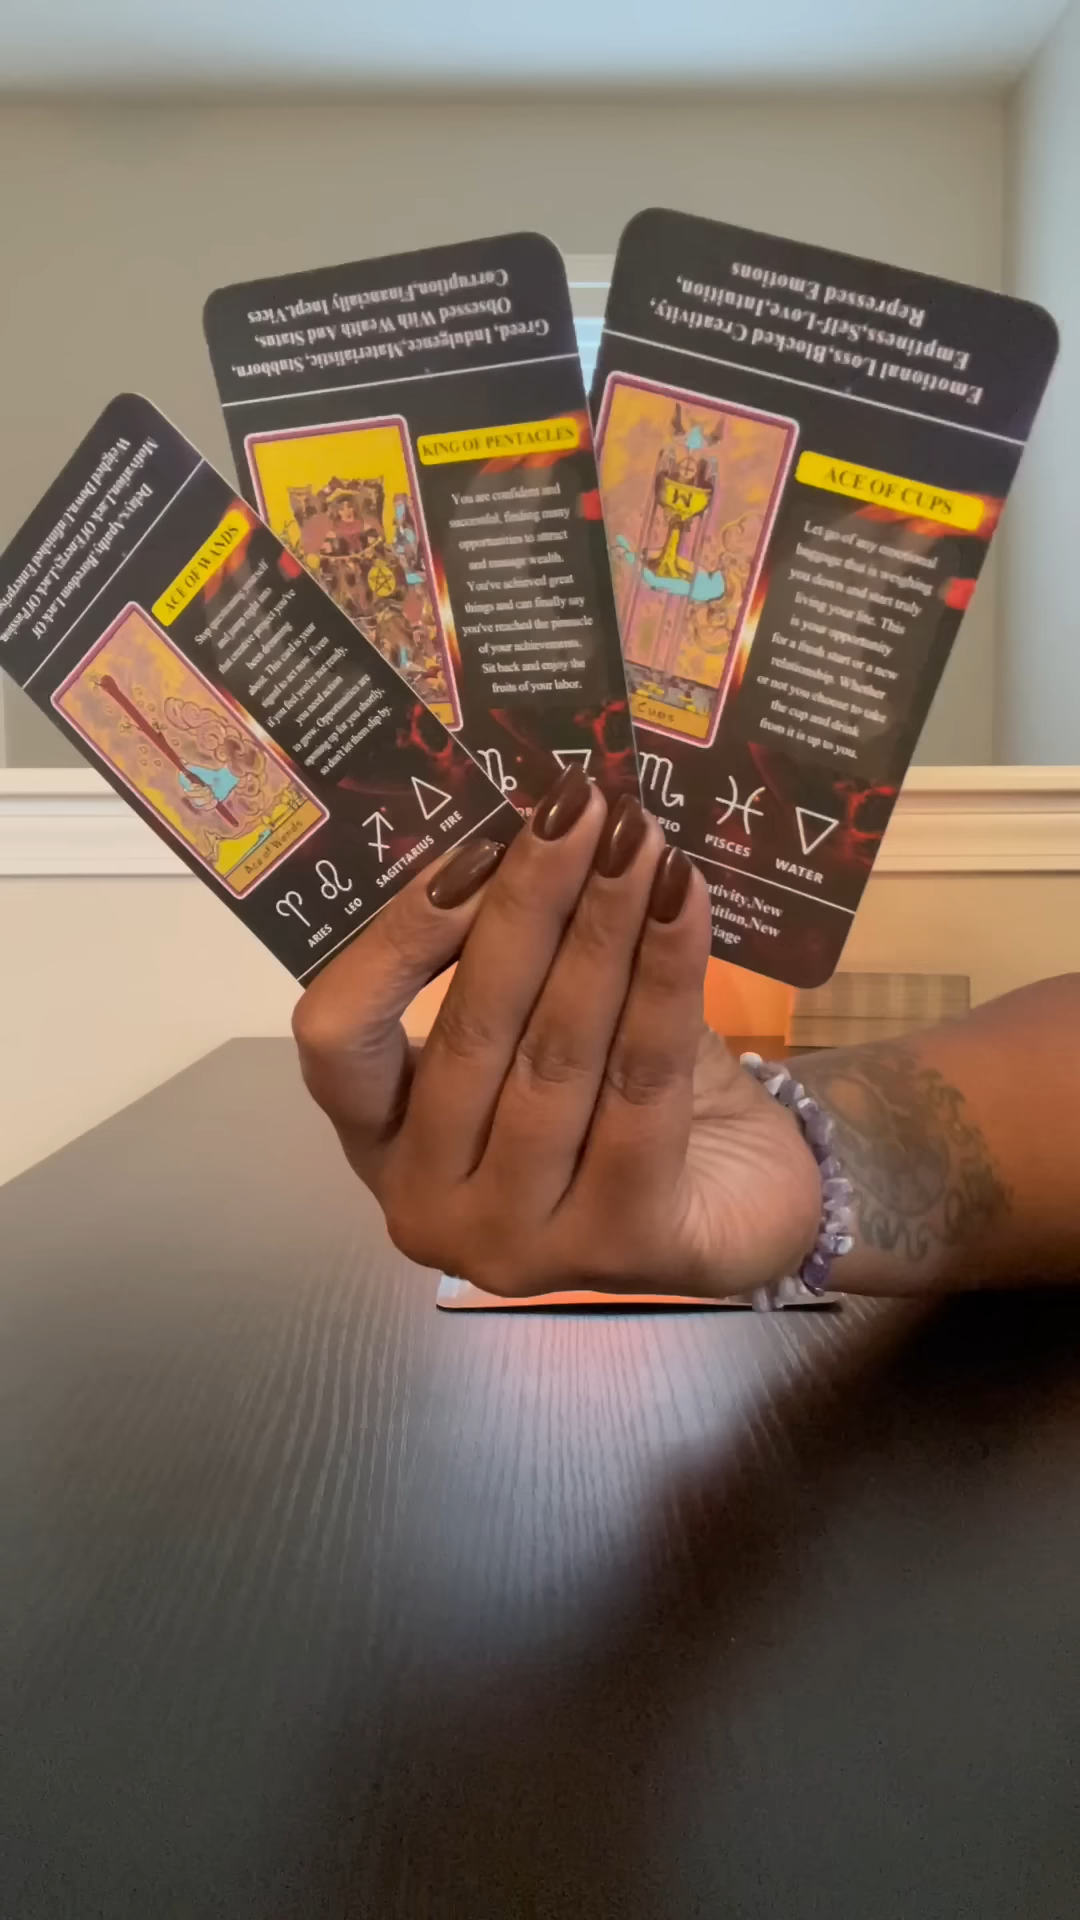 Delays,Apathy,Boredom Lack Of
Motivation,Lack Of Energy,Lack Of Passion
Weighed Down,Unfinished Enterprise
ACE OF WANDS
Stop questioning yourself
and jump right into
that creative project you've
been dreaming
about. This card is your
signal to act now. Even
if you feel you're not ready,
you need action
to grow. Opportunities are
opening up for you shortly,
so don't let them slip by.
Ace of Wands
ARIES
LEO
SAGITTARIUS
FIRE
Greed, Indulgence,Materialistic,Stubborn,
Obsessed With Wealth And Status,
Corruption,Financially Inept,Vices
KING OF PENTACLES
You are confident and
successful, finding many
opportunities to attract
and manage wealth.
You've achieved great
things and can finally say
you've reached the pinnacle
of your achievements.
Sit back and enjoy the
fruits of your labor.
Emotional Loss,Blocked Creativity,
Emptiness,Self-Love,Intuition,
Repressed Emotions
ACE OF CUPS
Let go of any emotional
baggage that is weighing
you down and start truly
living your life. This
is your opportunity
for a fresh start or a new
relationship. Whether
or not you choose to take
the cup and drink
from it is up to you.
Cups
PISCES
WATER
ativity,New
uition,New
riage